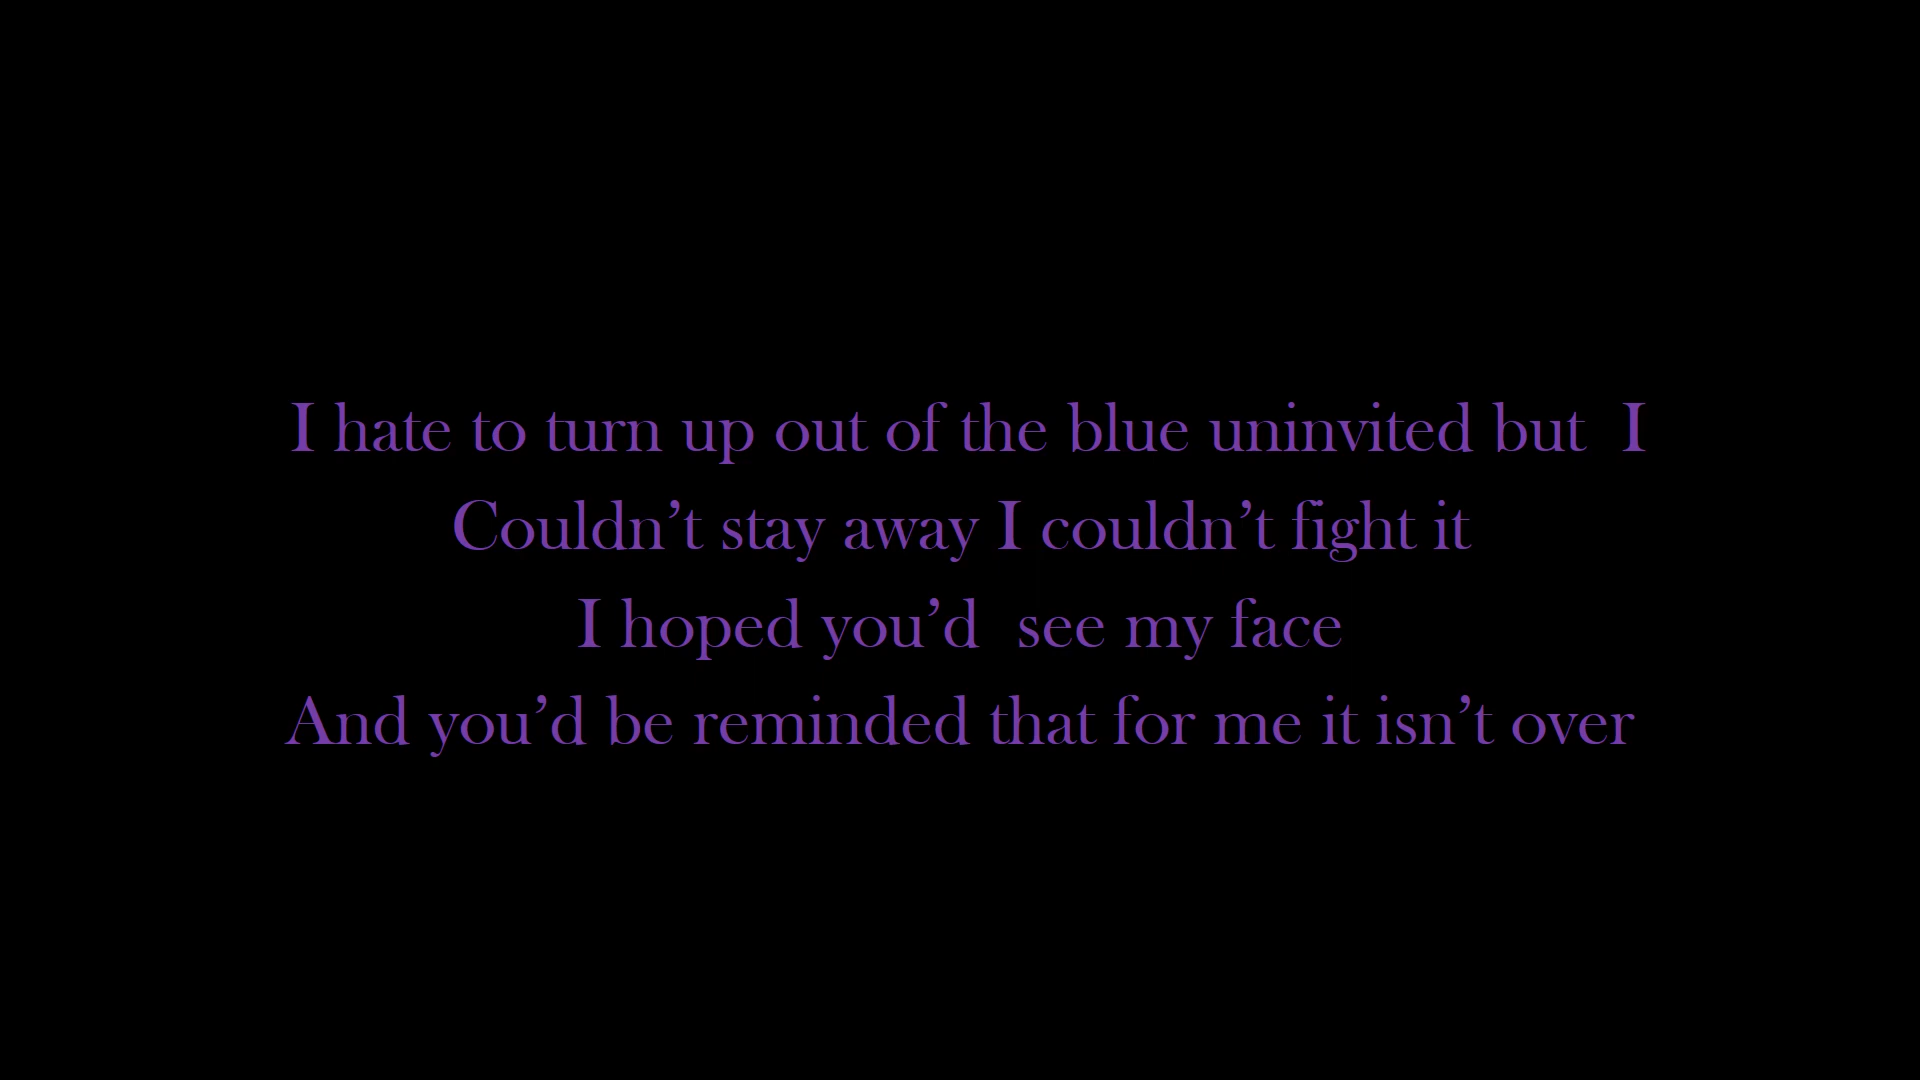 I hate to turn up out of the blue uninvited but  I
Couldn’t stay away I couldn’t fight it
I hoped you’d  see my face
And you’d be reminded that for me it isn’t over